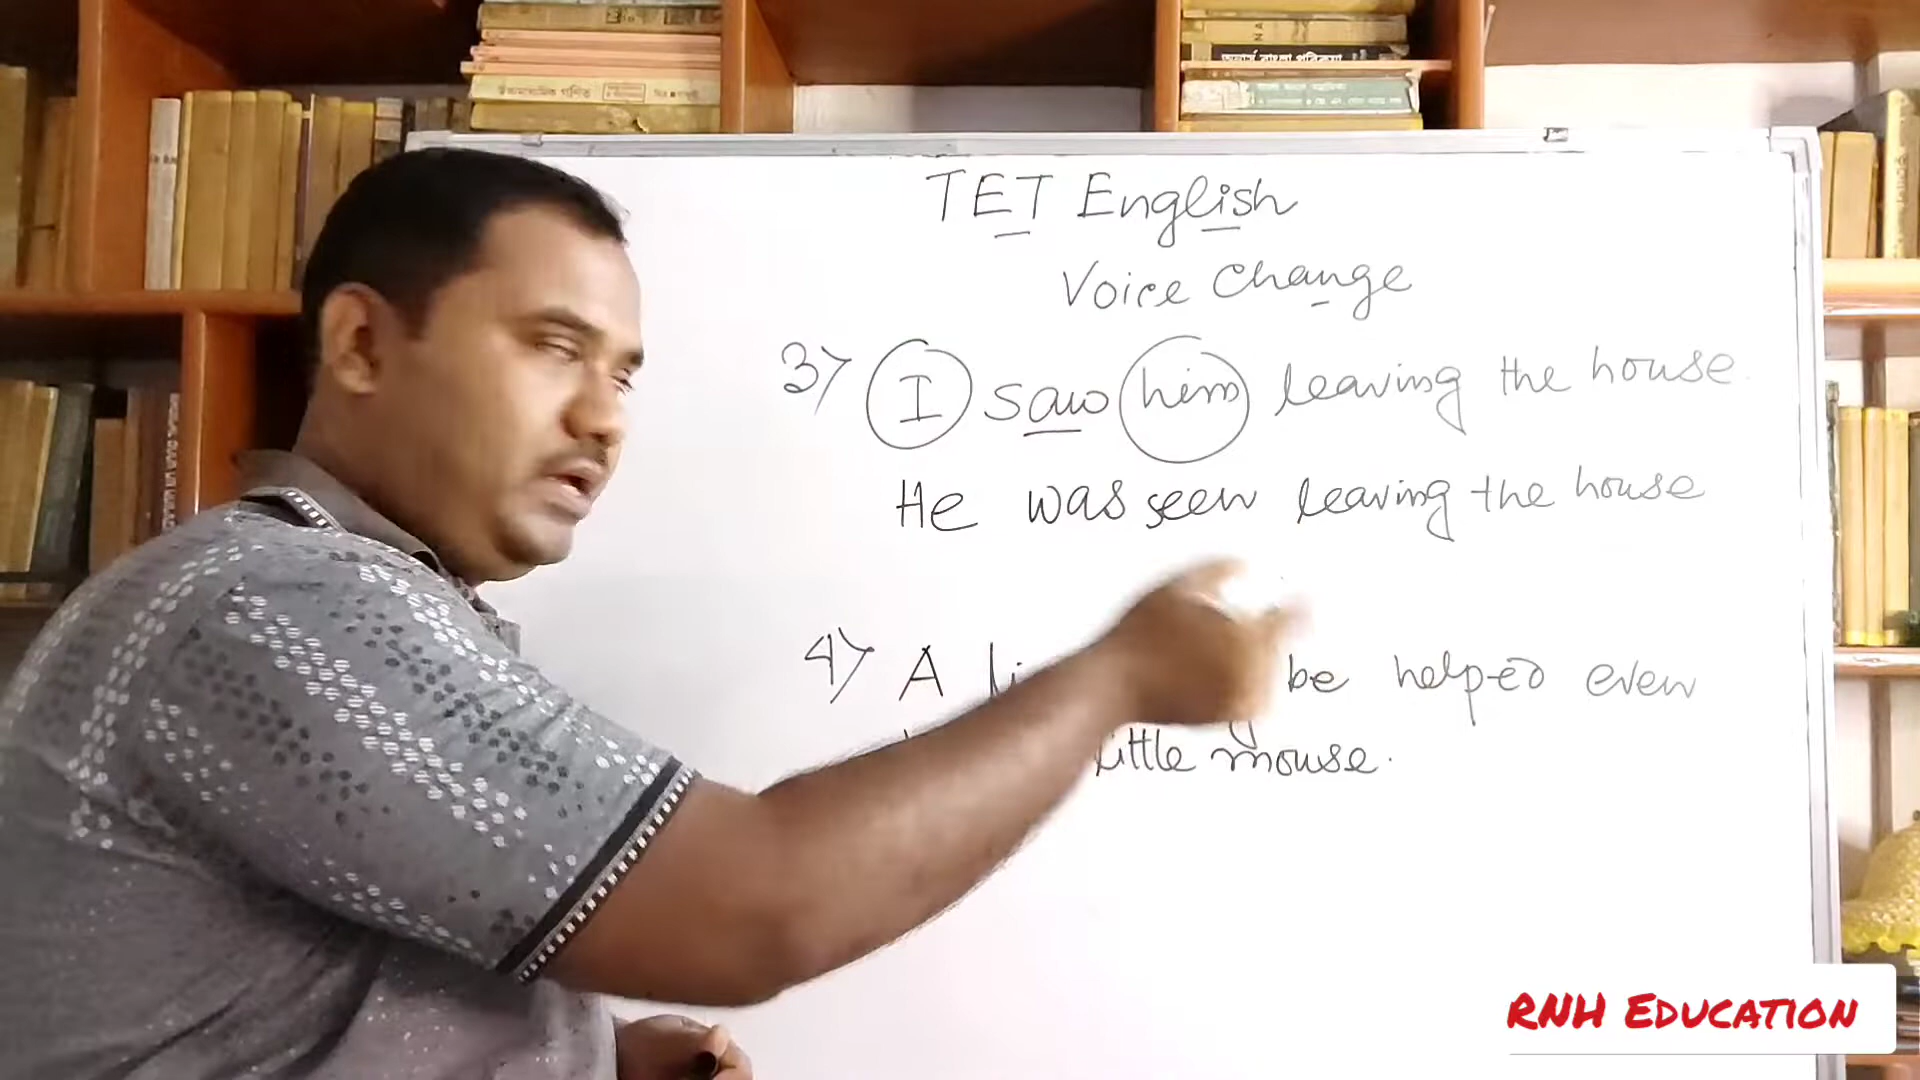 TET English
Voice Change
3) I saw him leaving the house.
He was seen leaving the house
4) A be helped even
little mouse.
RNH EDUCATION